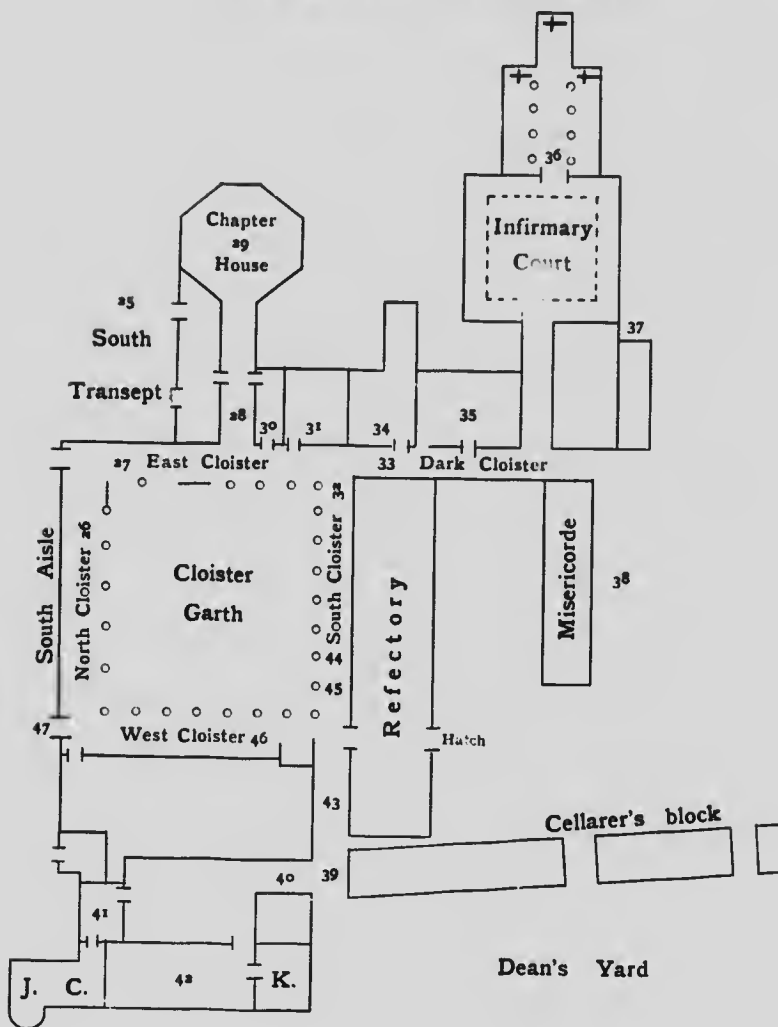 36
Infirmary
Court
Chapter
29
House
25
South
Transept
37
28
30
31
34
35
27
East Cloister
33
Dark Cloister
32
South Aisle
North Cloister 26
Cloister
Garth
South Cloister
44
45
Refectory
Misericorde
38
47
West Cloister 46
Hatch
43
Cellarer's block
40
39
41
42
J. C.
K.
Dean's Yard